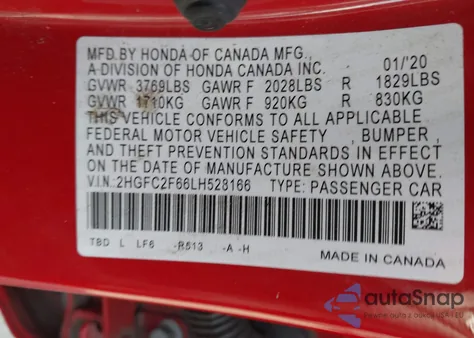 MFD.BY HONDA OF CANADA MFG., 01/'20
A DIVISION OF HONDA CANADA INC.
GVWR 3769LBS GAWR F 2028LBS R 1829LBS
GVWR 1710KG GAWR F 920KG R 830KG
THIS VEHICLE CONFORMS TO ALL APPLICABLE
FEDERAL MOTOR VEHICLE SAFETY , BUMPER ,
AND THEFT PREVENTION STANDARDS IN EFFECT
ON THE DATE OF MANUFACTURE SHOWN ABOVE.
V.I.N.:2HGFC2F66LH528166 TYPE: PASSENGER CAR
TBD L LF6 -R513 -A -H
MADE IN CANADA
autoSnap